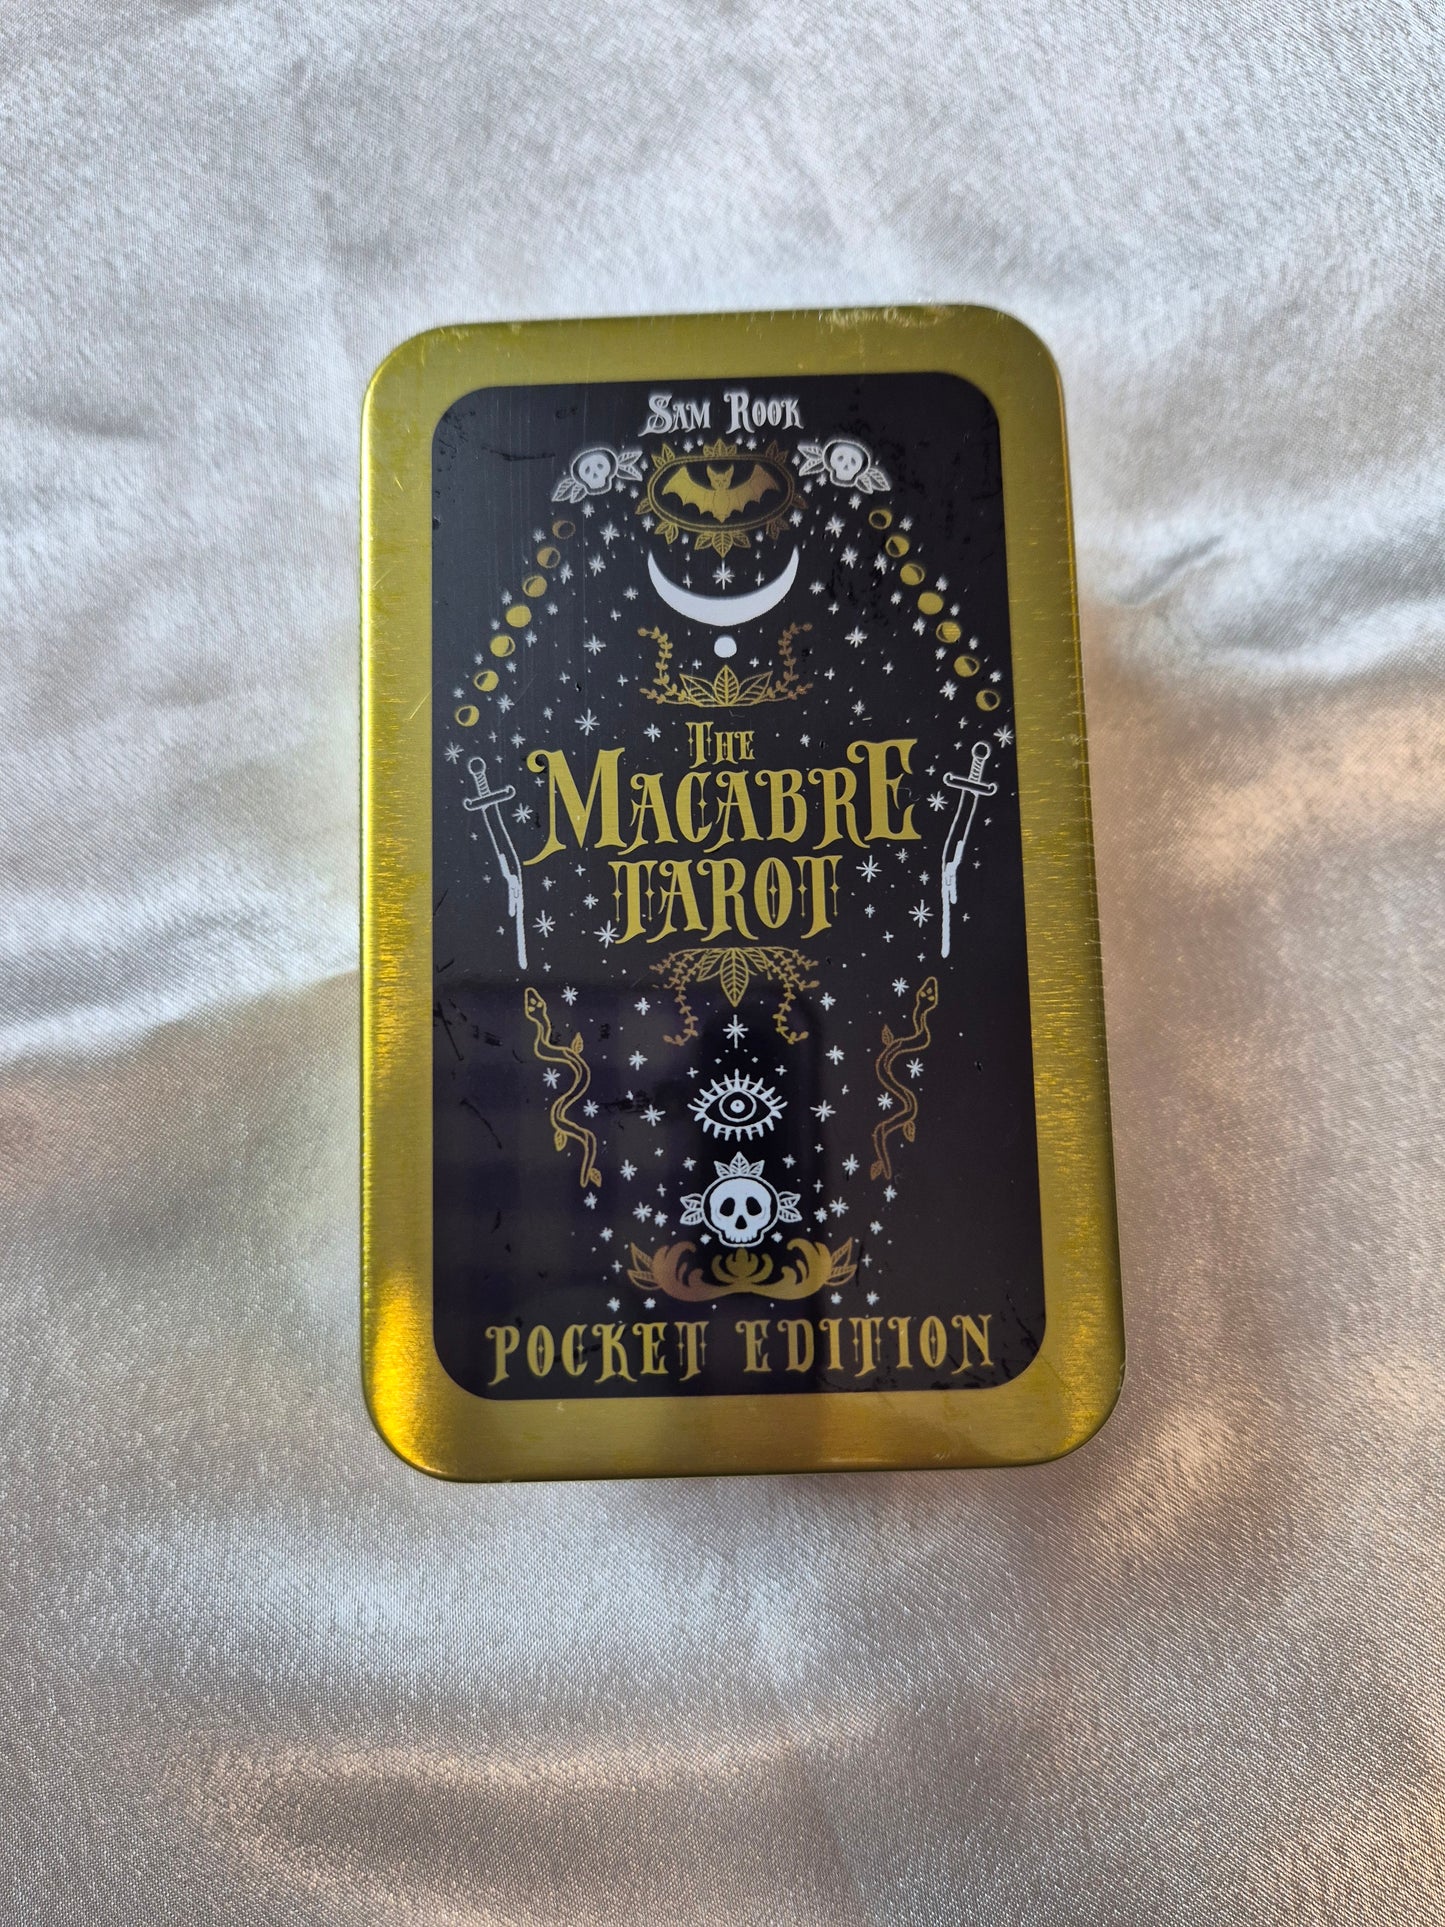 Sam Rook
The
Macabre
Tarot
Pocket Edition